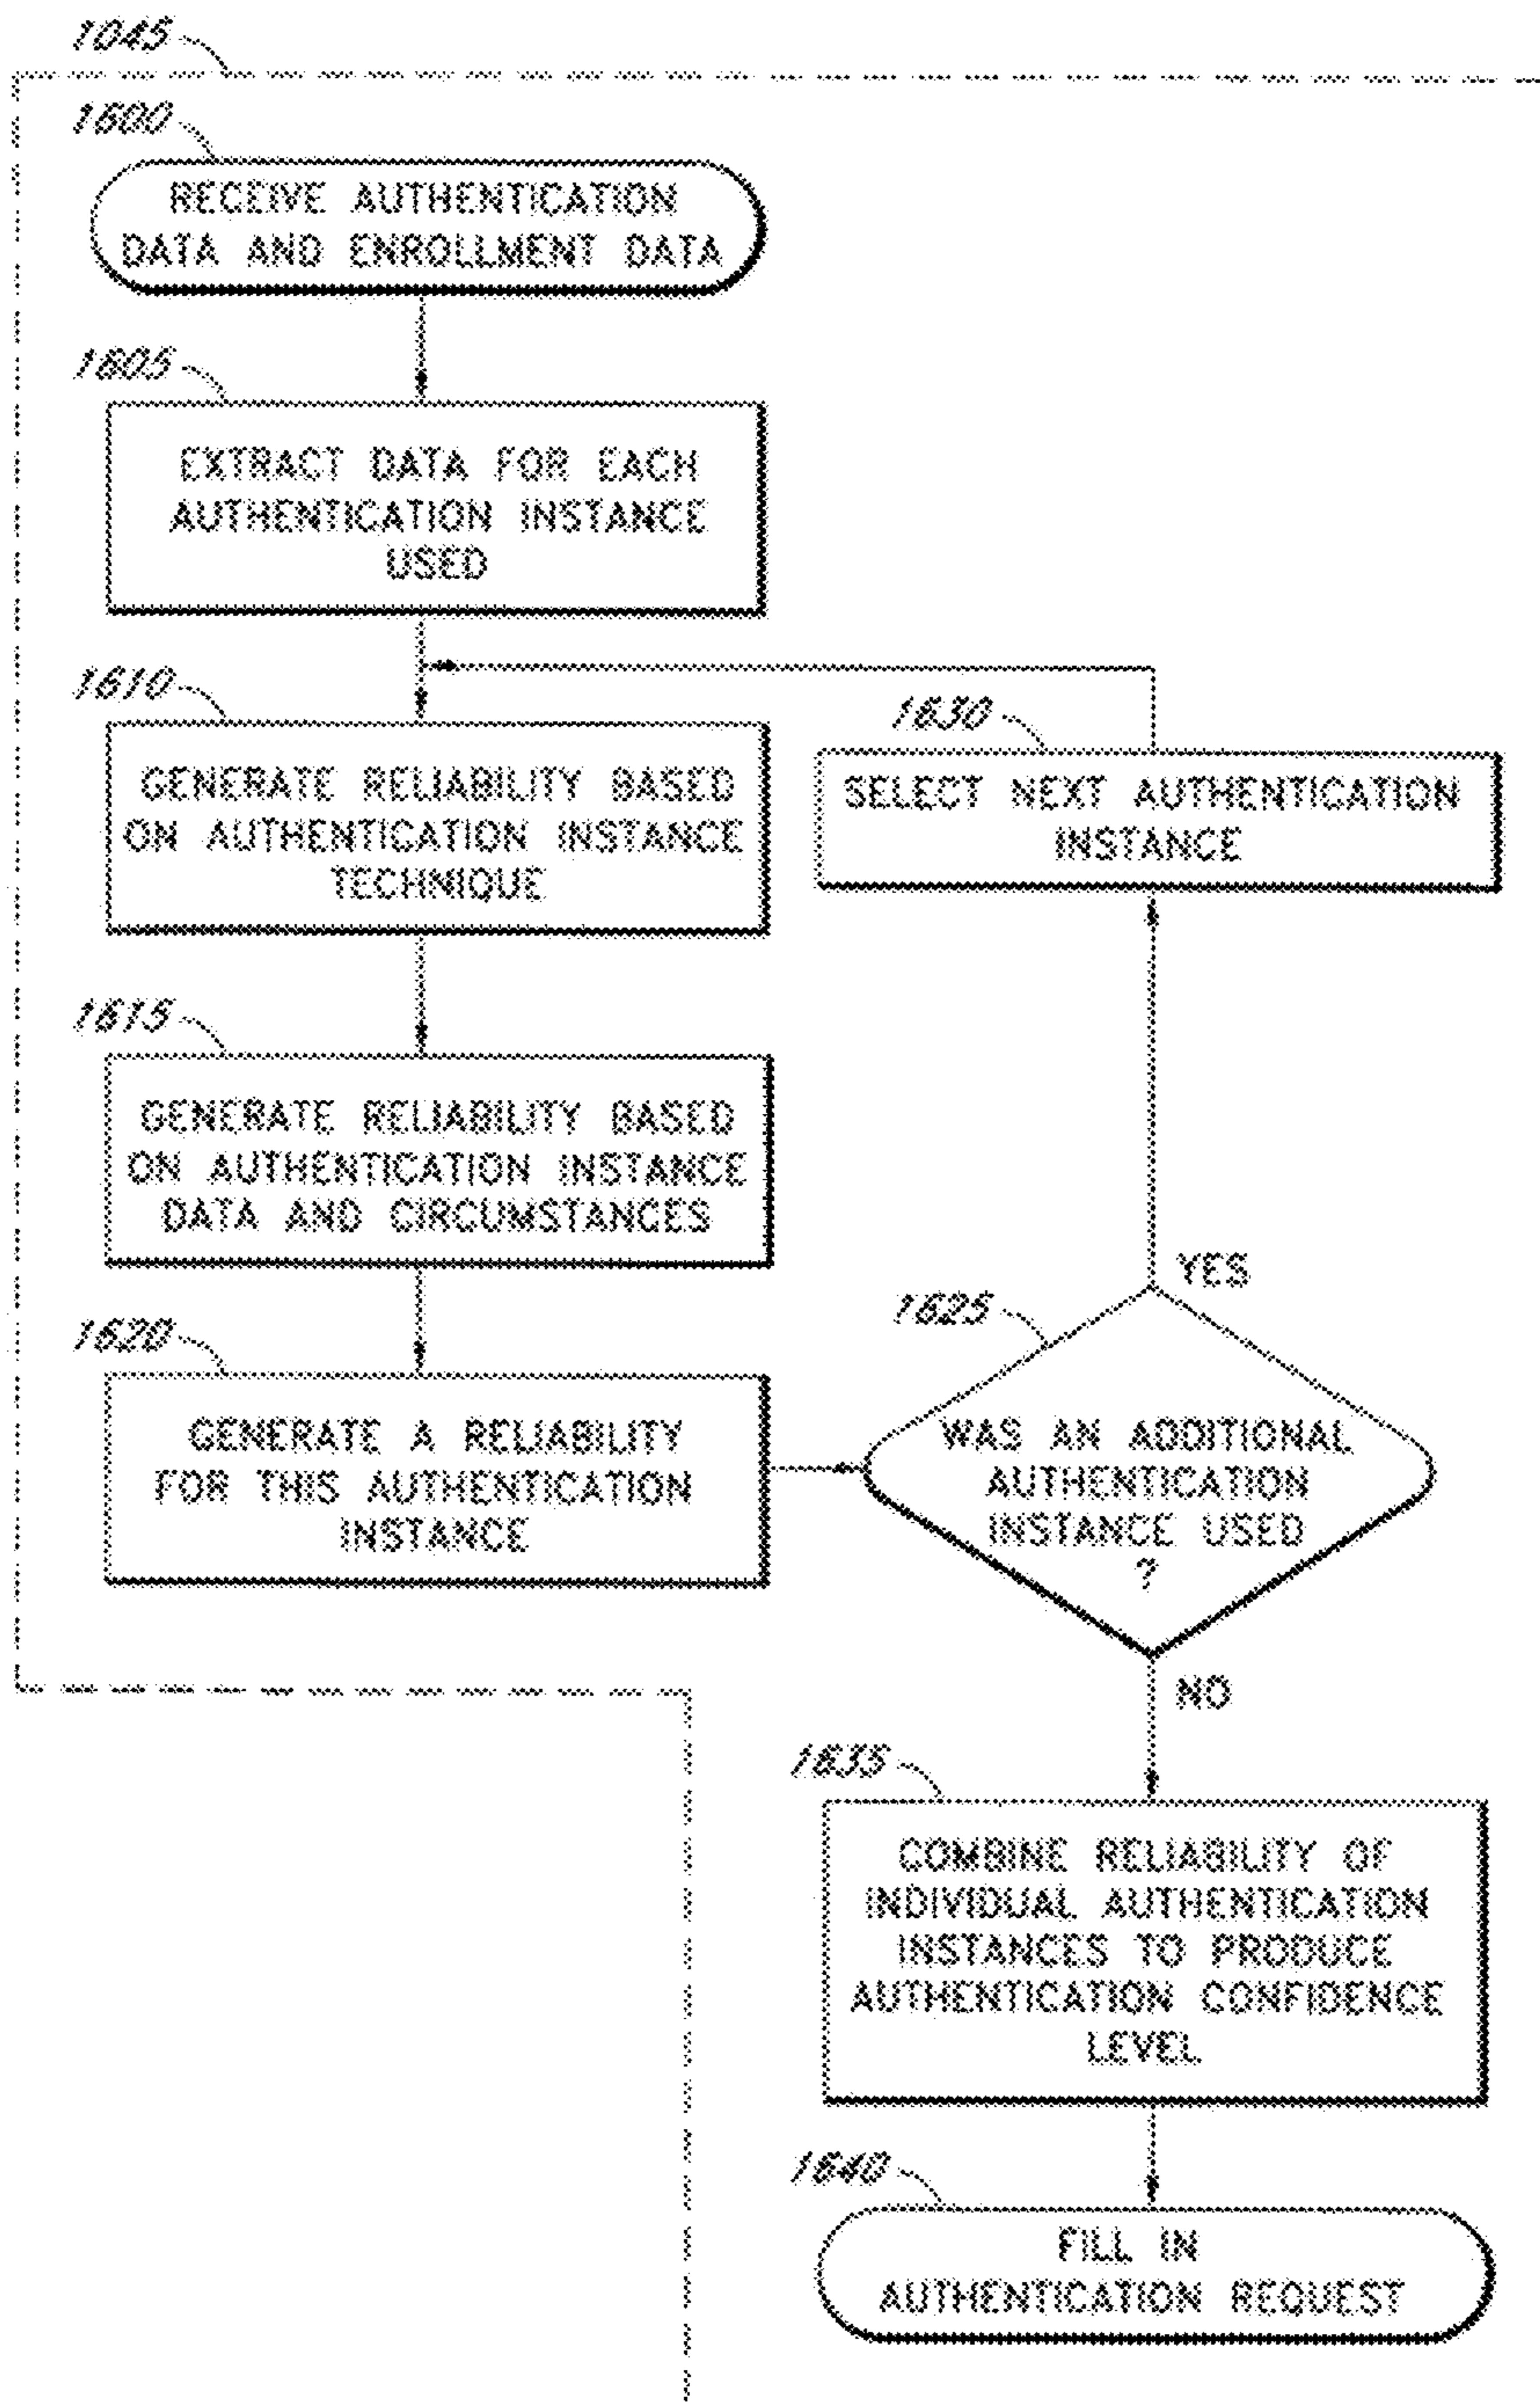 1045
1600
RECEIVE AUTHENTICATION
DATA AND ENROLLMENT DATA
1605
EXTRACT DATA FOR EACH
AUTHENTICATION INSTANCE
USED
1610
GENERATE RELIABILITY BASED
ON AUTHENTICATION INSTANCE
TECHNIQUE
1615
GENERATE RELIABILITY BASED
ON AUTHENTICATION INSTANCE
DATA AND CIRCUMSTANCES
1620
GENERATE A RELIABILITY
FOR THIS AUTHENTICATION
INSTANCE
1625
WAS AN ADDITIONAL
AUTHENTICATION
INSTANCE USED
?
YES
1630
SELECT NEXT AUTHENTICATION
INSTANCE
NO
1635
COMBINE RELIABILITY OF
INDIVIDUAL AUTHENTICATION
INSTANCES TO PRODUCE
AUTHENTICATION CONFIDENCE
LEVEL
1640
FILL IN
AUTHENTICATION REQUEST